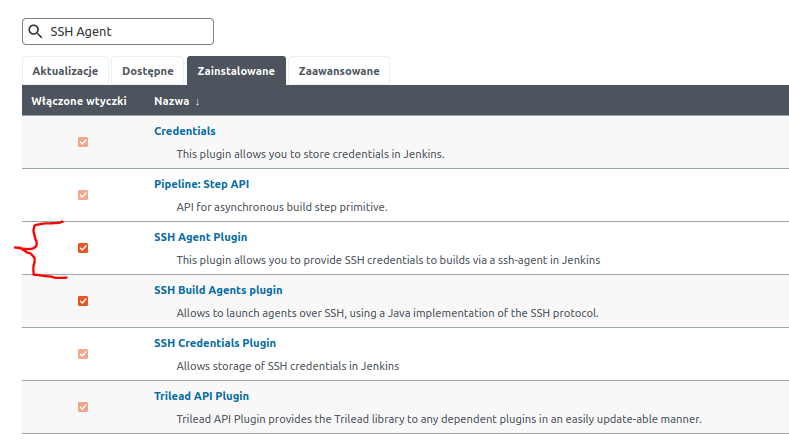 SSH Agent
Aktualizacje Dostępne Zainstalowane Zaawansowane
Włączone wtyczki Nazwa ↓
Credentials
This plugin allows you to store credentials in Jenkins.
Pipeline: Step API
API for asynchronous build step primitive.
SSH Agent Plugin
This plugin allows you to provide SSH credentials to builds via a ssh-agent in Jenkins
SSH Build Agents plugin
Allows to launch agents over SSH, using a Java implementation of the SSH protocol.
SSH Credentials Plugin
Allows storage of SSH credentials in Jenkins
Trilead API Plugin
Trilead API Plugin provides the Trilead library to any dependent plugins in an easily update-able manner.